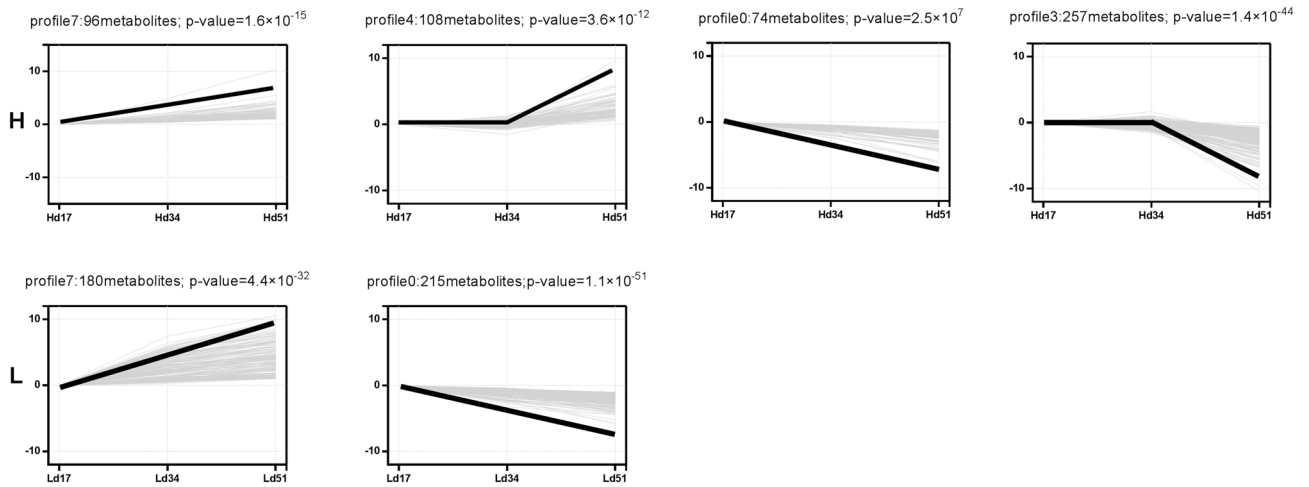 profile7:96metabolites; p-value=1.6×10⁻¹⁵
profile4:108metabolites; p-value=3.6×10⁻¹²
profile0:74metabolites; p-value=2.5×10⁷
profile3:257metabolites; p-value=1.4×10⁻⁴⁴
H
10
0
-10
Hd17 Hd34 Hd51
10
0
-10
Hd17 Hd34 Hd51
10
0
-10
Hd17 Hd34 Hd51
10
0
-10
Hd17 Hd34 Hd51
profile7:180metabolites; p-value=4.4×10⁻³²
profile0:215metabolites;p-value=1.1×10⁻⁵¹
L
10
0
-10
Ld17 Ld34 Ld51
10
0
-10
Ld17 Ld34 Ld51